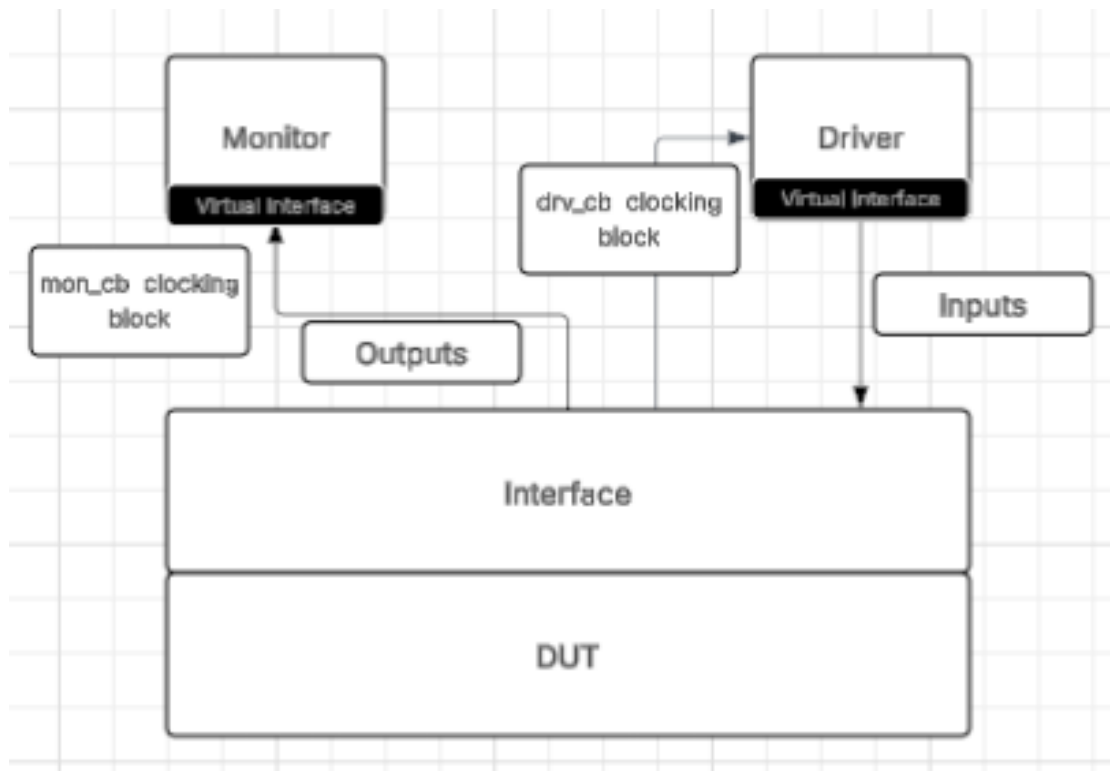 Monitor
Virtual Interface
Driver
Virtual Interface
drv_cb clocking
block
mon_cb clocking
block
Inputs
Outputs
Interface
DUT